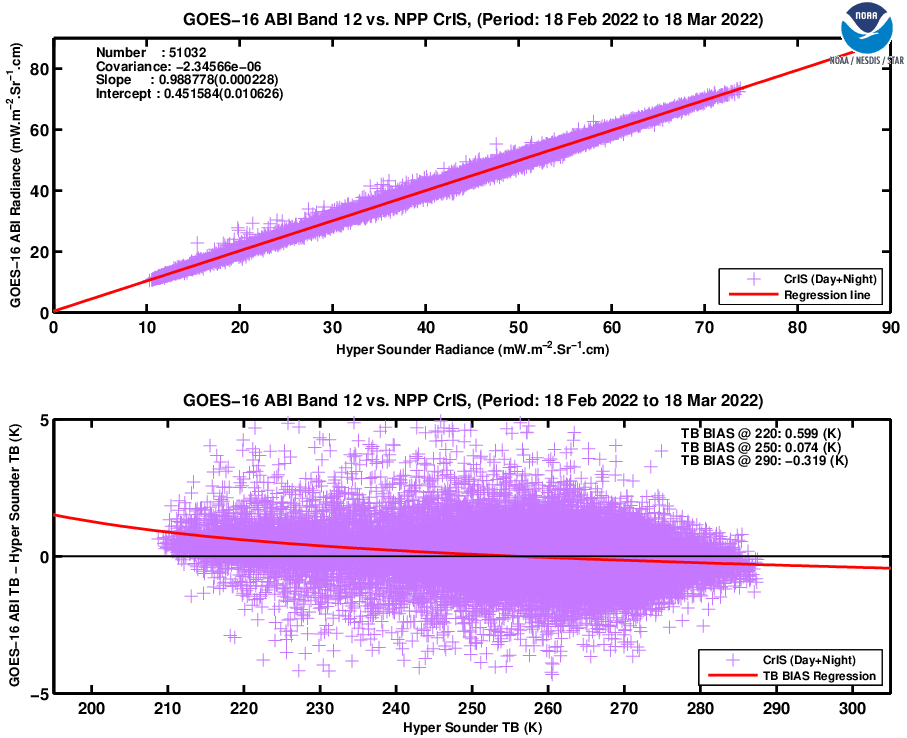 GOES−16 ABI Band 12 vs. NPP CrIS, (Period: 18 Feb 2022 to 18 Mar 2022)
NOAA
NOAA / NESDIS / STAR
Number : 51032
Covariance: −2.34566e−06
Slope : 0.988778(0.000228)
Intercept : 0.451584(0.010626)
GOES−16 ABI Radiance (mW.m−2.Sr−1.cm)
80
60
40
20
0
CrIS (Day+Night)
Regression line
0 10 20 30 40 50 60 70 80 90
Hyper Sounder Radiance (mW.m−2.Sr−1.cm)
GOES−16 ABI Band 12 vs. NPP CrIS, (Period: 18 Feb 2022 to 18 Mar 2022)
TB BIAS @ 220: 0.599 (K)
TB BIAS @ 250: 0.074 (K)
TB BIAS @ 290: −0.319 (K)
GOES−16 ABI TB − Hyper Sounder TB (K)
5
0
−5
CrIS (Day+Night)
TB BIAS Regression
200 210 220 230 240 250 260 270 280 290 300
Hyper Sounder TB (K)